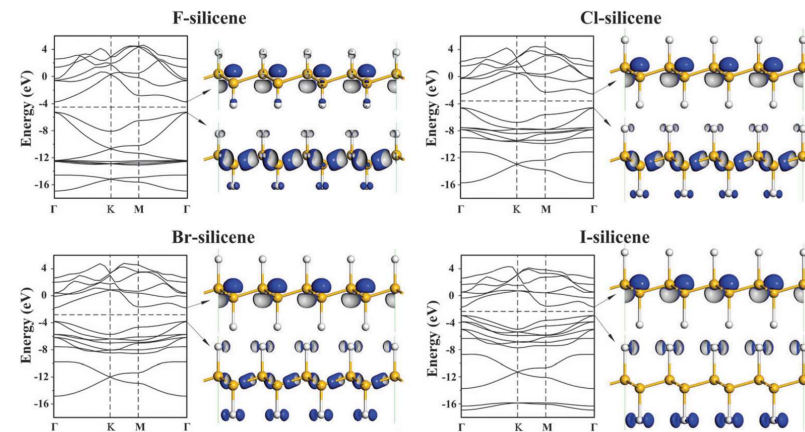 F-silicene
Energy (eV)
4
0
-4
-8
-12
-16
Γ K M Γ
Cl-silicene
Energy (eV)
4
0
-4
-8
-12
-16
Γ K M Γ
Br-silicene
Energy (eV)
4
0
-4
-8
-12
-16
Γ K M Γ
I-silicene
Energy (eV)
4
0
-4
-8
-12
-16
Γ K M Γ